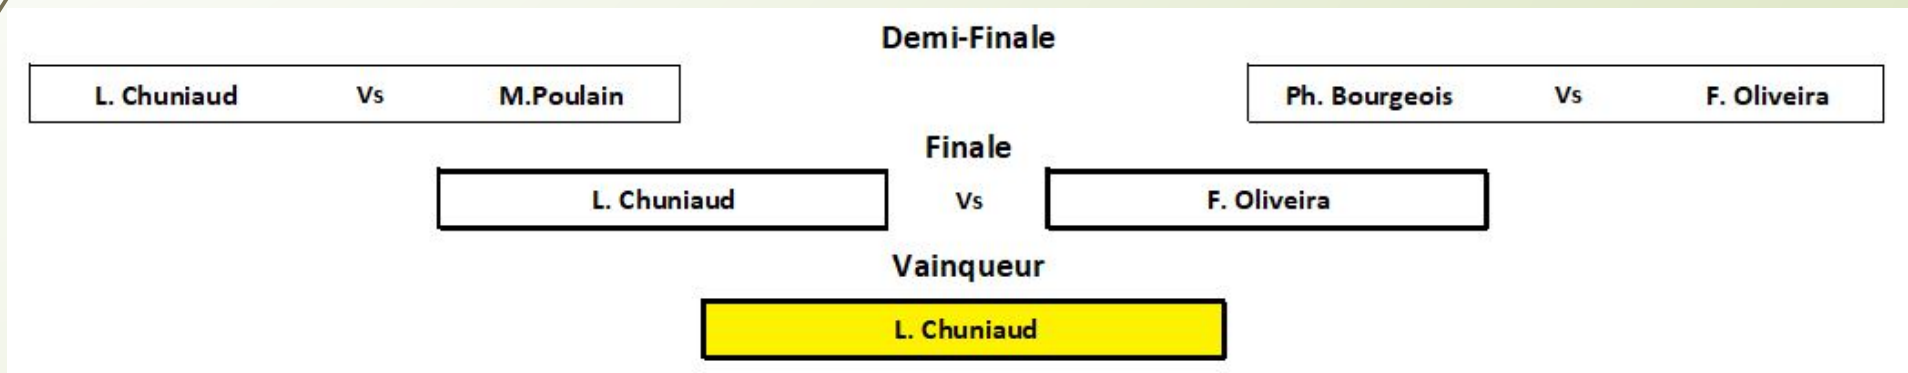 Demi-Finale
L. Chuniaud Vs M.Poulain Ph. Bourgeois Vs F. Oliveira
Finale
L. Chuniaud Vs F. Oliveira
Vainqueur
L. Chuniaud